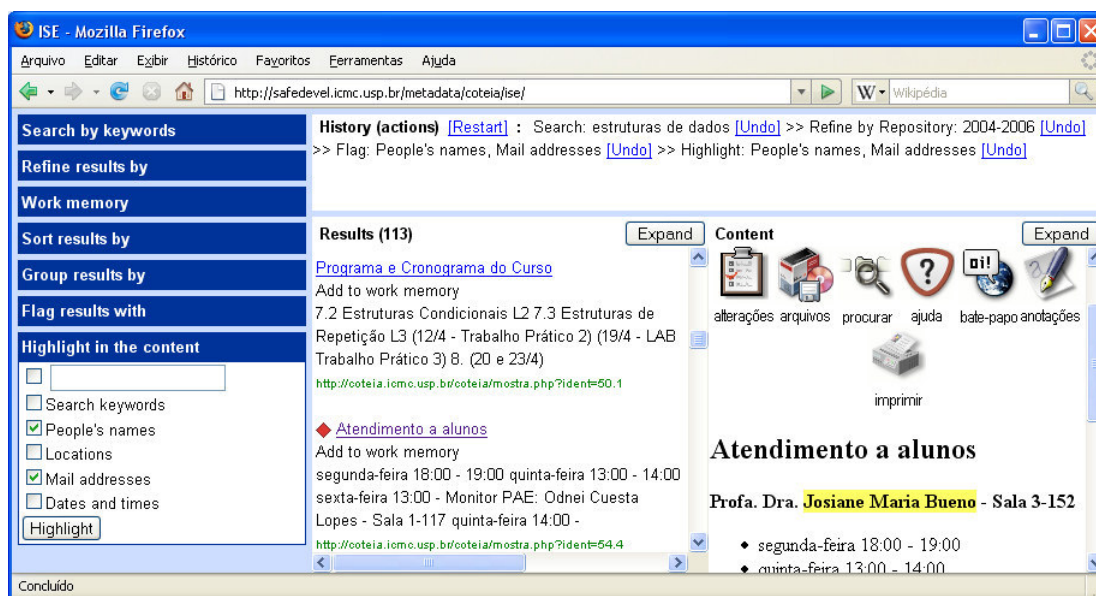 ISE - Mozilla Firefox
Arquivo Editar Exibir Histórico Favoritos Ferramentas Ajuda
http://safedevel.icmc.usp.br/metadata/coteia/ise/
W Wikipédia
Search by keywords
Refine results by
Work memory
Sort results by
Group results by
Flag results with
Highlight in the content
Search keywords
People's names
Locations
Mail addresses
Dates and times
Highlight
History (actions) [Restart] : Search: estruturas de dados [Undo] >> Refine by Repository: 2004-2006 [Undo]
>> Flag: People's names, Mail addresses [Undo] >> Highlight: People's names, Mail addresses [Undo]
Results (113) Expand
Programa e Cronograma do Curso
Add to work memory
7.2 Estruturas Condicionais L2 7.3 Estruturas de
Repetição L3 (12/4 - Trabalho Prático 2) (19/4 - LAB
Trabalho Prático 3) 8. (20 e 23/4)
http://coteia.icmc.usp.br/coteia/mostra.php?ident=50.1
Atendimento a alunos
Add to work memory
segunda-feira 18:00 - 19:00 quinta-feira 13:00 - 14:00
sexta-feira 13:00 - Monitor PAE: Odnei Cuesta
Lopes - Sala 1-117 quinta-feira 14:00 -
http://coteia.icmc.usp.br/coteia/mostra.php?ident=54.4
Content Expand
oi!
alterações arquivos procurar ajuda bate-papo anotações
imprimir
Atendimento a alunos
Profa. Dra. Josiane Maria Bueno - Sala 3-152
segunda-feira 18:00 - 19:00
quinta-feira 13:00 - 14:00
Concluído